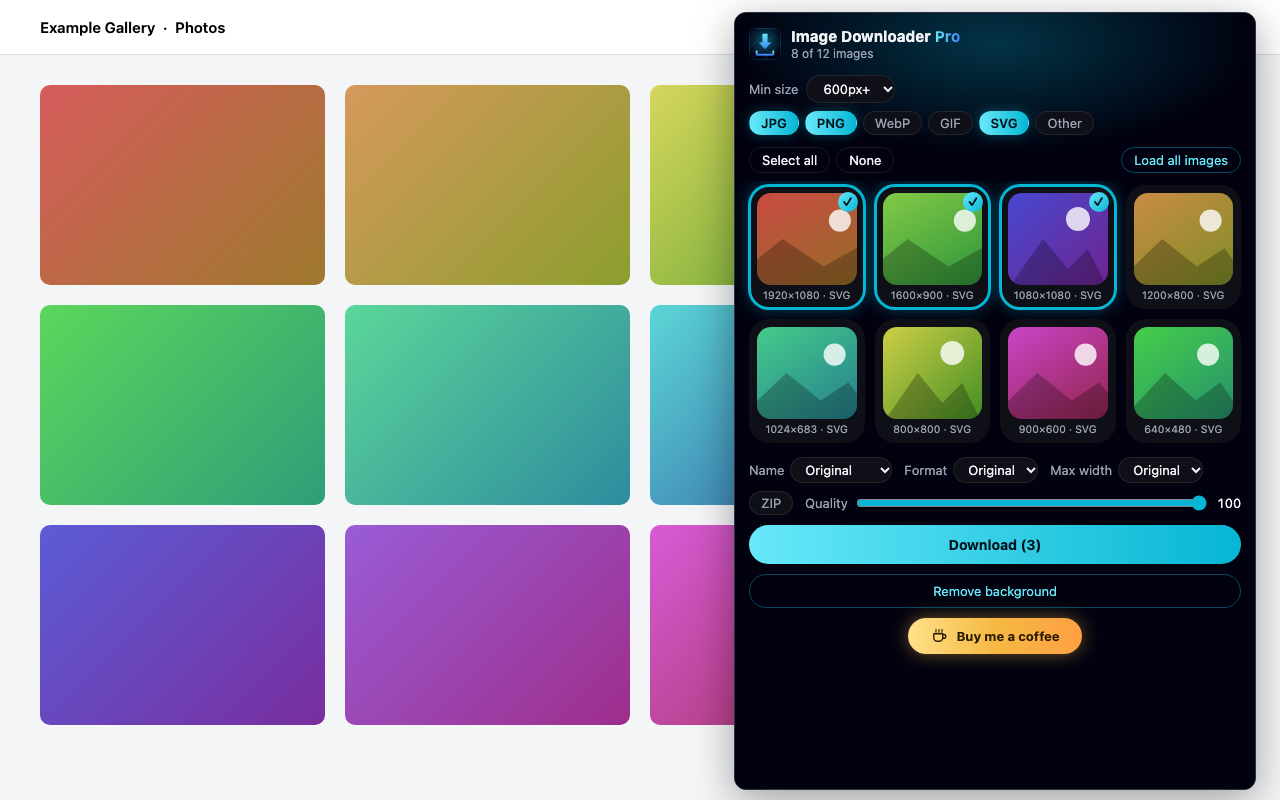 Example Gallery · Photos
Image Downloader Pro
8 of 12 images
Min size 600px+
JPG PNG WebP GIF SVG Other
Select all None Load all images
1920×1080 · SVG 1600×900 · SVG 1080×1080 · SVG 1200×800 · SVG
1024×683 · SVG 800×800 · SVG 900×600 · SVG 640×480 · SVG
Name Original Format Original Max width Original
ZIP Quality 100
Download (3)
Remove background
Buy me a coffee